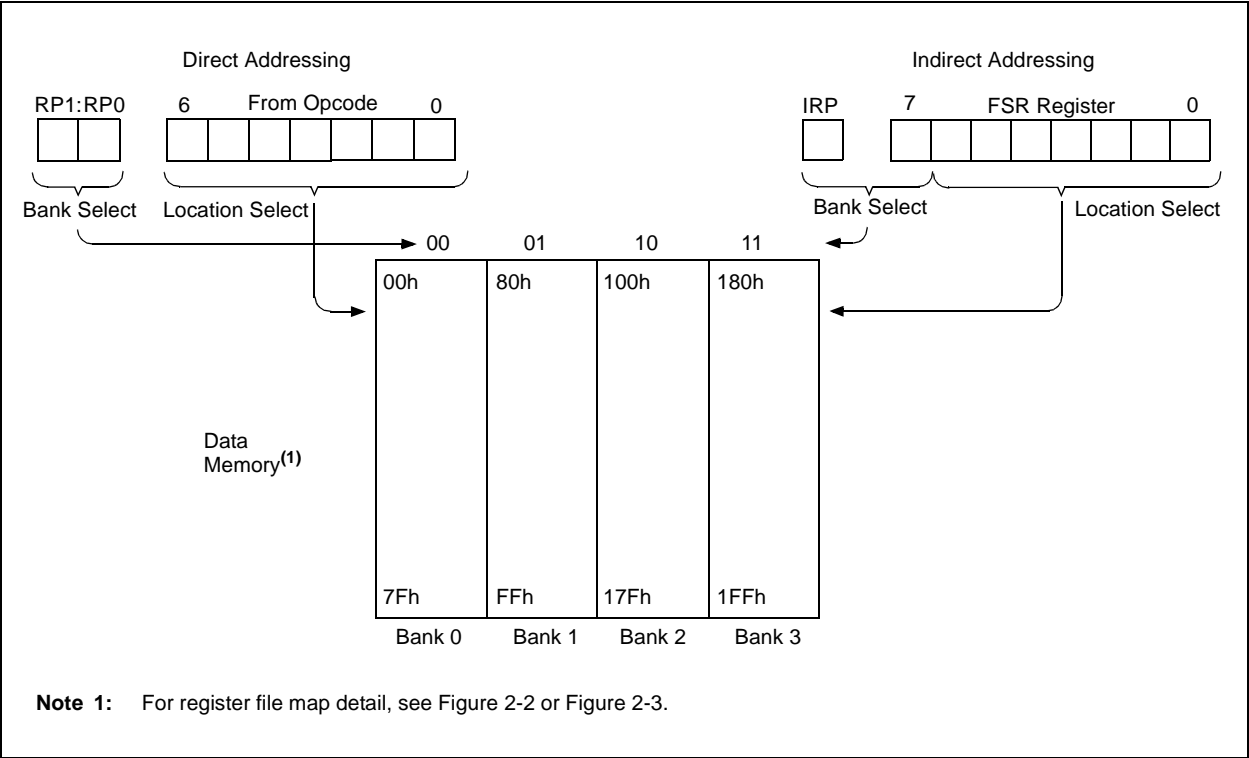 Direct Addressing Indirect Addressing
RP1:RP0 6 From Opcode 0 IRP 7 FSR Register 0
Bank Select Location Select Bank Select Location Select
00 01 10 11
00h 80h 100h 180h
Data
Memory(1)
7Fh FFh 17Fh 1FFh
Bank 0 Bank 1 Bank 2 Bank 3
Note 1: For register file map detail, see Figure 2-2 or Figure 2-3.